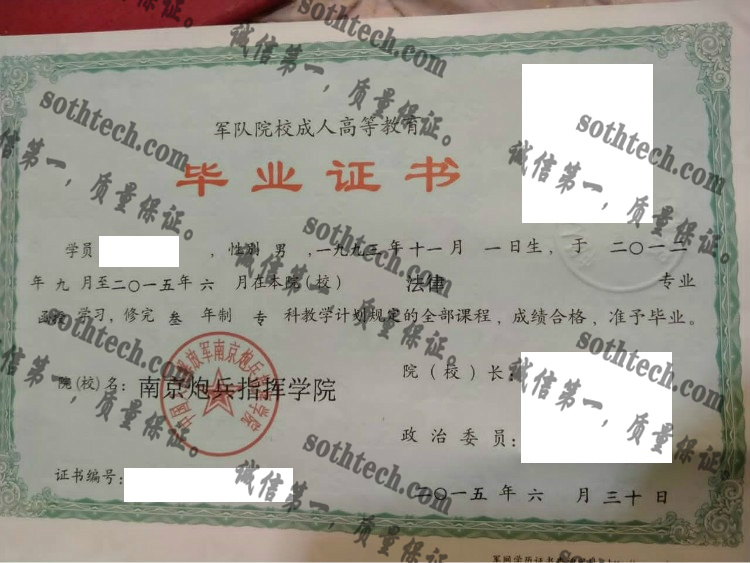 军队院校成人高等教育
毕业证书
学员 ,性别 男 ,一九九三年十一月 一日生,于 二〇一二
年九月至二〇一五年六 月在本院(校) 法律 专业
函授学习,修完 叁 年制 专 科教学计划规定的全部课程,成绩合格,准予毕业。
院(校)名:南京炮兵指挥学院
院(校)长:
政治委员:
证书编号:
二〇一五年六 月三十日
sothtech.com
诚信第一,质量保证。